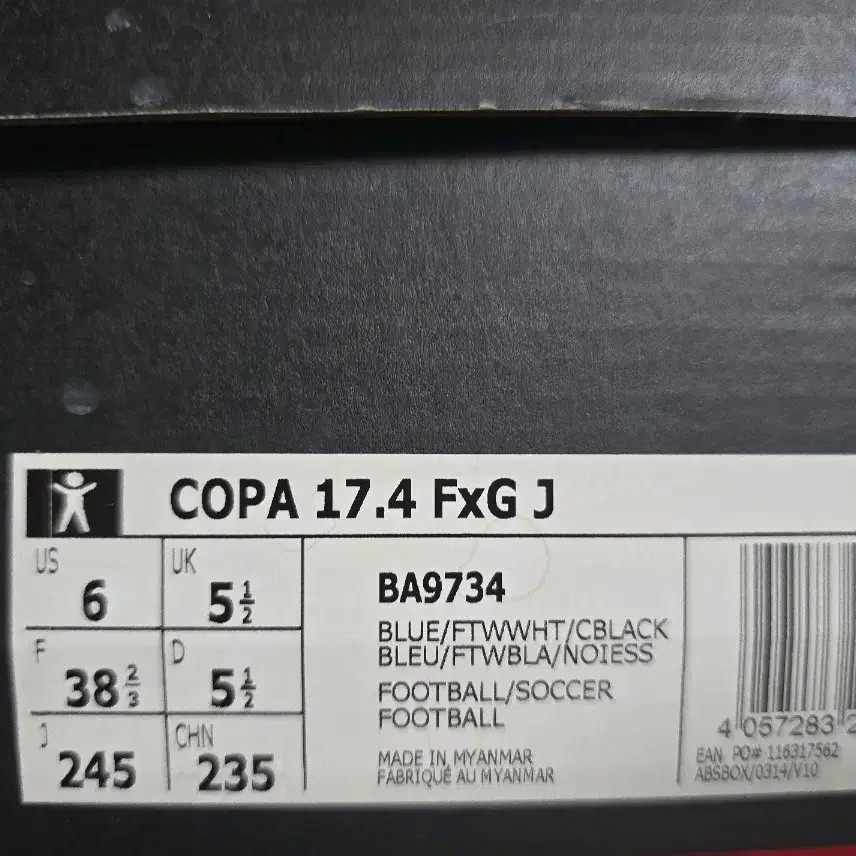 COPA 17.4 FxG J
US 6
UK 5 1/2
F 38 2/3
D 5 1/2
J 245
CHN 235
BA9734
BLUE/FTWWHT/CBLACK
BLEU/FTWBLA/NOIESS
FOOTBALL/SOCCER
FOOTBALL
MADE IN MYANMAR
FABRIQUÉ AU MYANMAR
4 057283 2
EAN PO# 116317562
ABSBOX/0314/V10